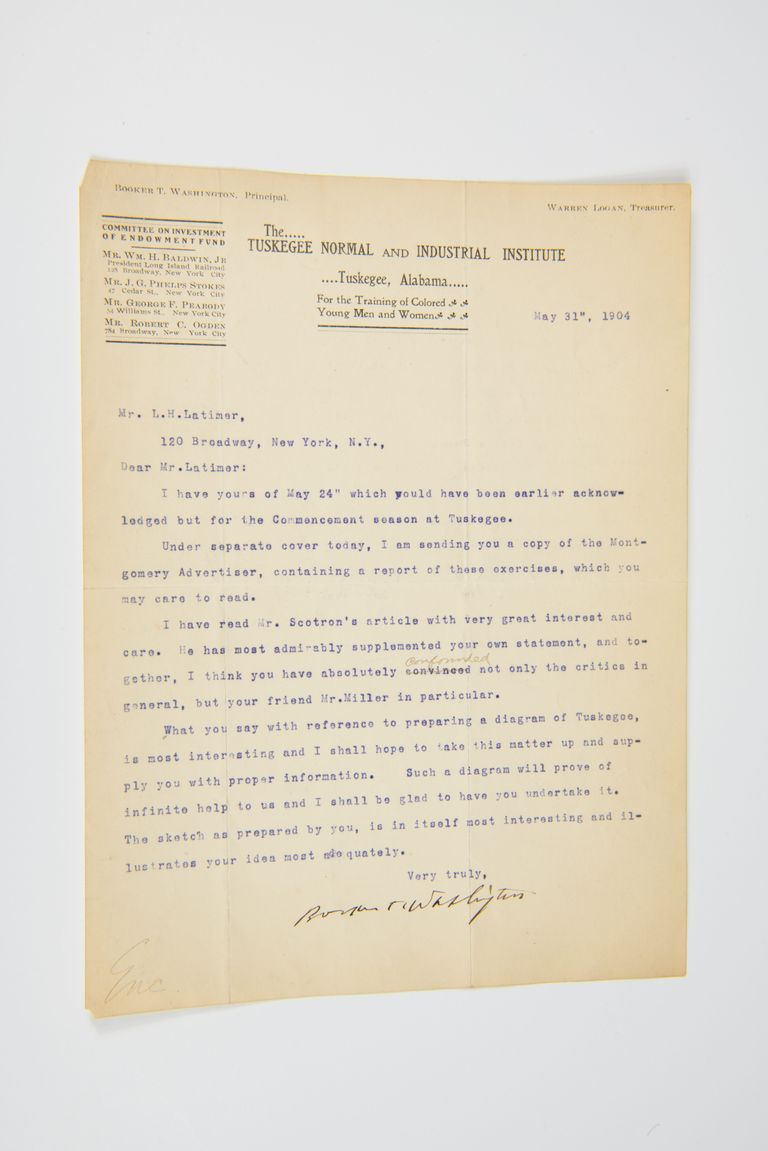 BOOKER T. WASHINGTON, Principal.
WARREN LOGAN, Treasurer.
COMMITTEE ON INVESTMENT
OF ENDOWMENT FUND
MR. WM. H. BALDWIN, JR
President Long Island Railroad
128 Broadway, New York City
MR. J. G. PHELPS STOKES
47 Cedar St., New York City
MR. GEORGE F. PEABODY
54 Williams St., New York City
MR. ROBERT C. OGDEN
784 Broadway, New York City
The.....
TUSKEGEE NORMAL AND INDUSTRIAL INSTITUTE
....Tuskegee, Alabama.....
For the Training of Colored
Young Men and Women
May 31", 1904
Mr. L.H.Latimer,
120 Broadway, New York, N.Y.,
Dear Mr.Latimer:
I have yours of May 24" which would have been earlier acknow-
ledged but for the Commencement season at Tuskegee.
Under separate cover today, I am sending you a copy of the Mont-
gomery Advertiser, containing a report of these exercises, which you
may care to read.
I have read Mr. Scotron's article with very great interest and
care. He has most admirably supplemented your own statement, and to-
confounded
gether, I think you have absolutely convinced not only the critics in
general, but your friend Mr.Miller in particular.
What you say with reference to preparing a diagram of Tuskegee,
is most interesting and I shall hope to take this matter up and sup-
ply you with proper information. Such a diagram will prove of
infinite help to us and I shall be glad to have you undertake it.
The sketch as prepared by you, is in itself most interesting and il-
lustrates your idea most adequately.
Very truly,
Booker T. Washington
Enc.